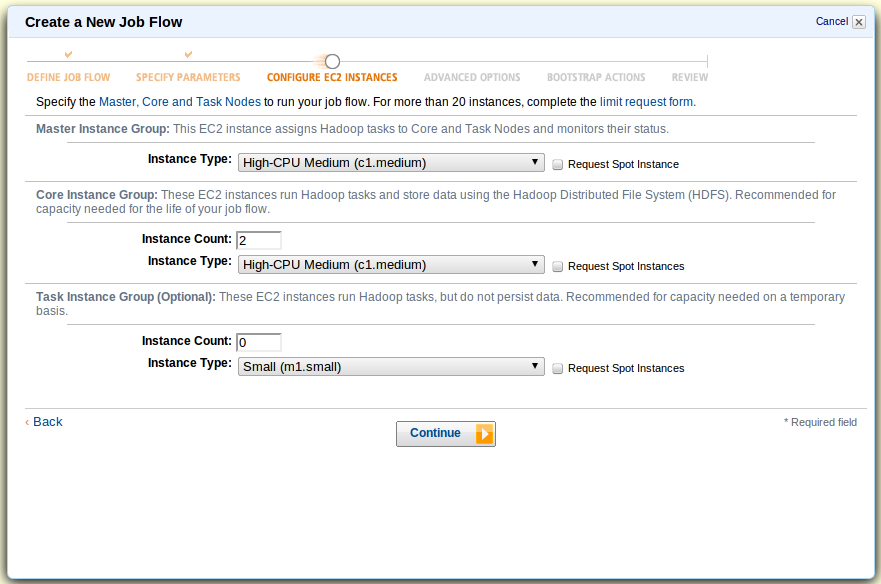 Create a New Job Flow
Cancel
DEFINE JOB FLOW SPECIFY PARAMETERS CONFIGURE EC2 INSTANCES ADVANCED OPTIONS BOOTSTRAP ACTIONS REVIEW
Specify the Master, Core and Task Nodes to run your job flow. For more than 20 instances, complete the limit request form.
Master Instance Group: This EC2 instance assigns Hadoop tasks to Core and Task Nodes and monitors their status.
Instance Type: High-CPU Medium (c1.medium) Request Spot Instance
Core Instance Group: These EC2 instances run Hadoop tasks and store data using the Hadoop Distributed File System (HDFS). Recommended for
capacity needed for the life of your job flow.
Instance Count: 2
Instance Type: High-CPU Medium (c1.medium) Request Spot Instances
Task Instance Group (Optional): These EC2 instances run Hadoop tasks, but do not persist data. Recommended for capacity needed on a temporary
basis.
Instance Count: 0
Instance Type: Small (m1.small) Request Spot Instances
‹ Back
Continue
* Required field